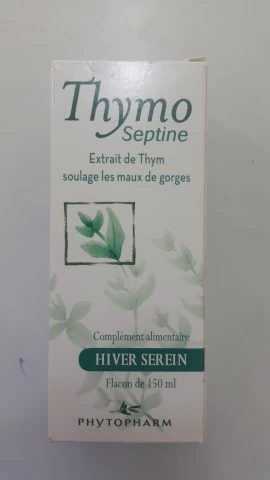 Thymo
Septine
Extrait de Thym
soulage les maux de gorges
Complément alimentaire
HIVER SEREIN
Flacon de 150 ml
PHYTOPHARM